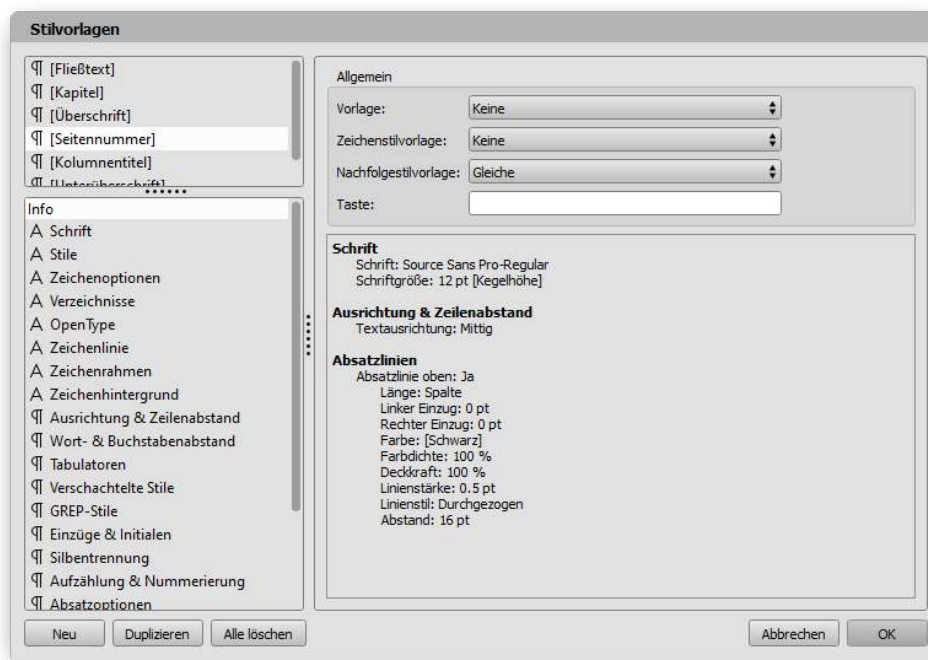 Stilvorlagen
¶ [Fließtext]
¶ [Kapitel]
¶ [Überschrift]
¶ [Seitennummer]
¶ [Kolumnentitel]
¶ [Unterüberschrift]
Info
A Schrift
A Stile
A Zeichenoptionen
A Verzeichnisse
A OpenType
A Zeichenlinie
A Zeichenrahmen
A Zeichenhintergrund
¶ Ausrichtung & Zeilenabstand
¶ Wort- & Buchstabenabstand
¶ Tabulatoren
¶ Verschachtelte Stile
¶ GREP-Stile
¶ Einzüge & Initialen
¶ Silbentrennung
¶ Aufzählung & Nummerierung
¶ Absatzoptionen
Neu Duplizieren Alle löschen
Allgemein
Vorlage: Keine
Zeichenstilvorlage: Keine
Nachfolgestilvorlage: Gleiche
Taste:
Schrift
Schrift: Source Sans Pro-Regular
Schriftgröße: 12 pt [Kegelhöhe]
Ausrichtung & Zeilenabstand
Textausrichtung: Mittig
Absatzlinien
Absatzlinie oben: Ja
Länge: Spalte
Linker Einzug: 0 pt
Rechter Einzug: 0 pt
Farbe: [Schwarz]
Farbdichte: 100 %
Deckkraft: 100 %
Linienstärke: 0.5 pt
Linienstil: Durchgezogen
Abstand: 16 pt
Abbrechen OK